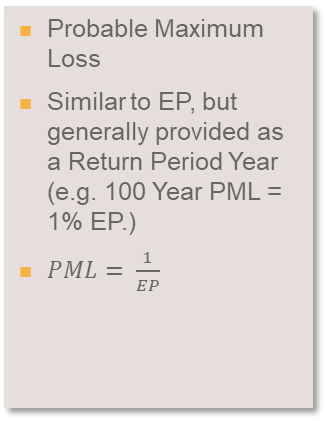 Probable Maximum
Loss
Similar to EP, but
generally provided as
a Return Period Year
(e.g. 100 Year PML =
1% EP.)
PML = 1/EP